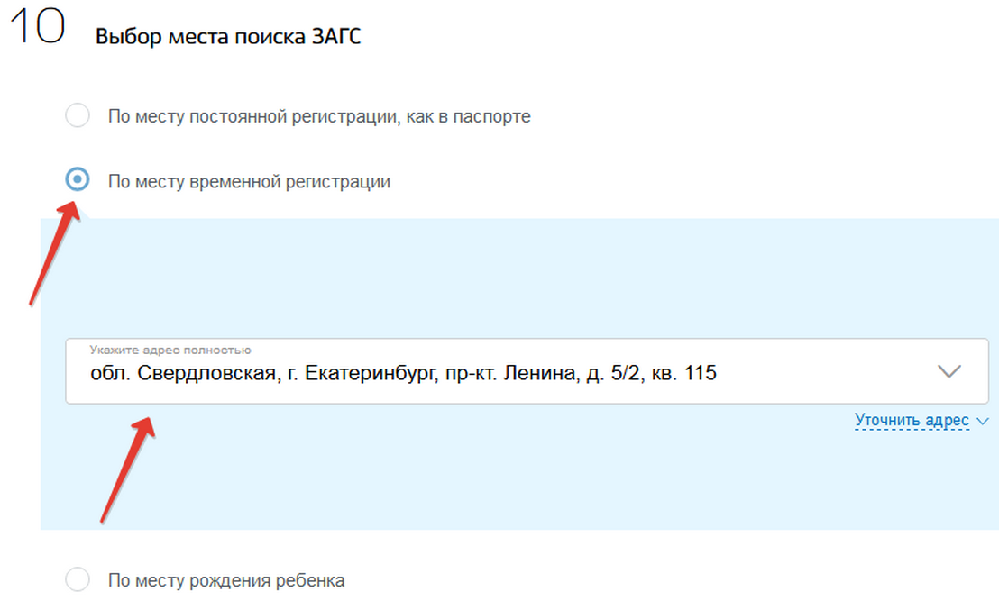 10
Выбор места поиска ЗАГС
По месту постоянной регистрации, как в паспорте
По месту временной регистрации
Укажите адрес полностью
обл. Свердловская, г. Екатеринбург, пр-кт. Ленина, д. 5/2, кв. 115
Уточнить адрес
По месту рождения ребенка